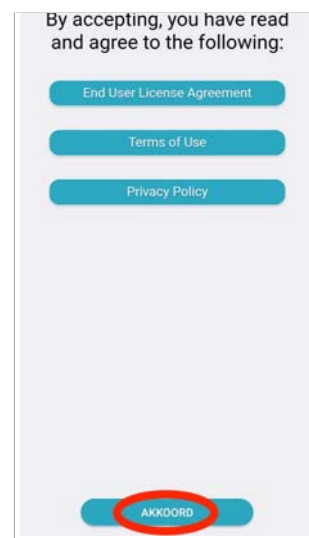 By accepting, you have read
and agree to the following:
End User License Agreement
Terms of Use
Privacy Policy
AKKOORD